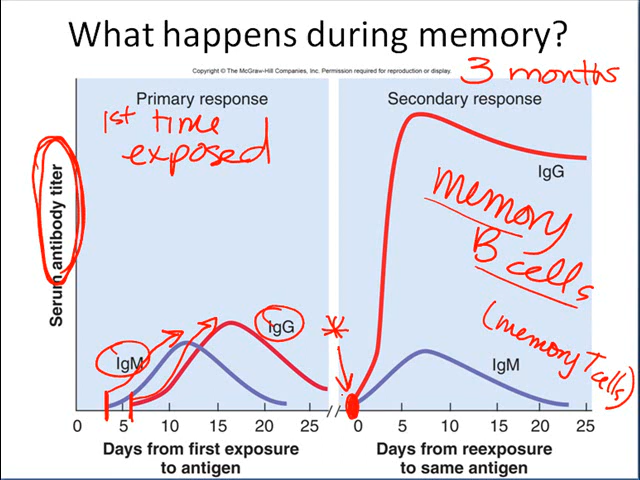 What happens during memory?
Copyright © The McGraw-Hill Companies, Inc. Permission required for reproduction or display.
3 months
Primary response
Secondary response
1st time
exposed
IgG
memory
B cells
(memory T cells)
Serum antibody titer
IgM
IgG
*
IgM
0 5 10 15 20 25
0 5 10 15 20 25
Days from first exposure
to antigen
Days from reexposure
to same antigen